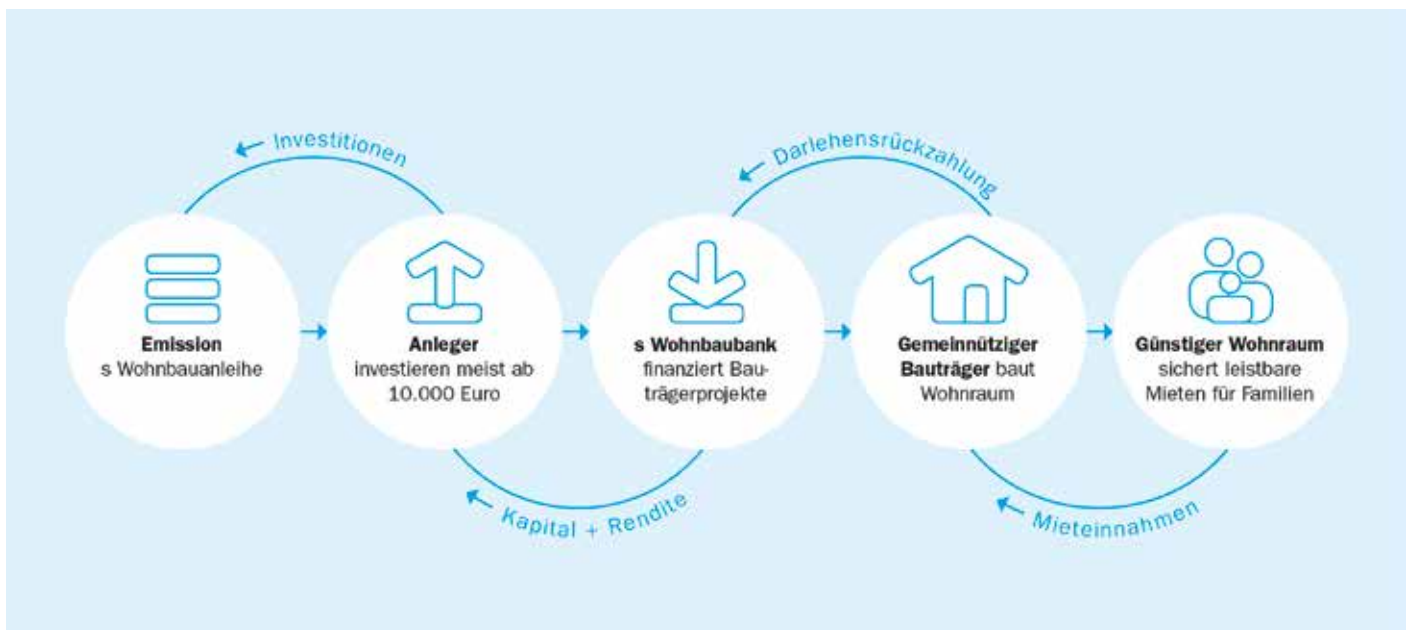 Investitionen
Darlehensrückzahlung
Emission
s Wohnbauanleihe
Anleger
investieren meist ab
10.000 Euro
s Wohnbaubank
finanziert Bau-
trägerprojekte
Gemeinnütziger
Bauträger baut
Wohnraum
Günstiger Wohnraum
sichert leistbare
Mieten für Familien
Kapital + Rendite
Mieteinnahmen